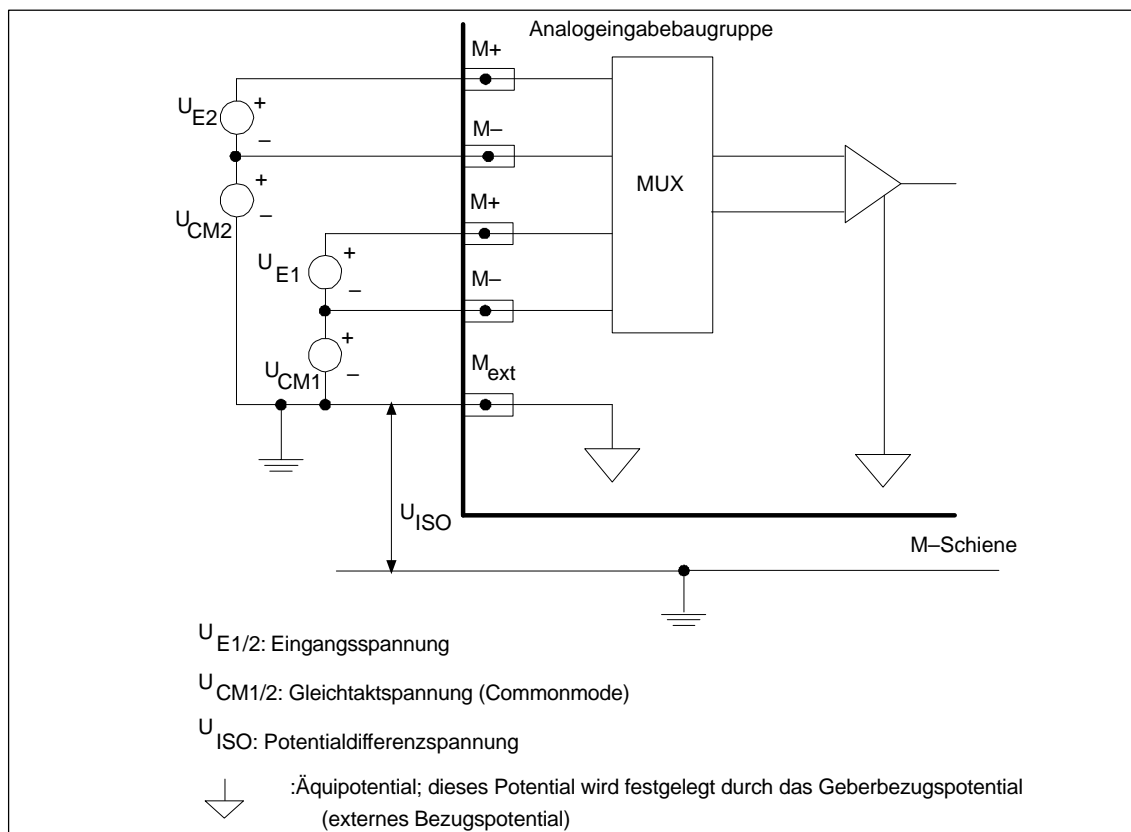 Analogeingabebaugruppe
M+
U E2
+
–
M–
MUX
+
–
U CM2
M+
+
U E1
–
M–
+
U CM1
–
M ext
U ISO
M–Schiene
U E1/2: Eingangsspannung
U CM1/2: Gleichtaktspannung (Commonmode)
U ISO: Potentialdifferenzspannung
:Äquipotential; dieses Potential wird festgelegt durch das Geberbezugspotential
(externes Bezugspotential)